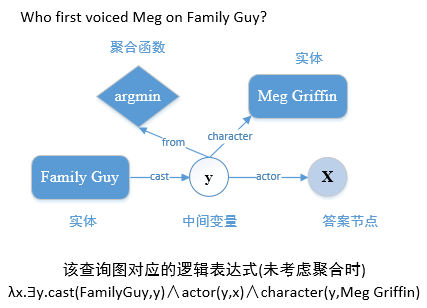 Who first voiced Meg on Family Guy?
聚合函数
实体
argmin
Meg Griffin
from
character
Family Guy
cast
y
actor
X
实体
中间变量
答案节点
该查询图对应的逻辑表达式(未考虑聚合时)
λx.∃y.cast(FamilyGuy,y)∧actor(y,x)∧character(y,Meg Griffin)